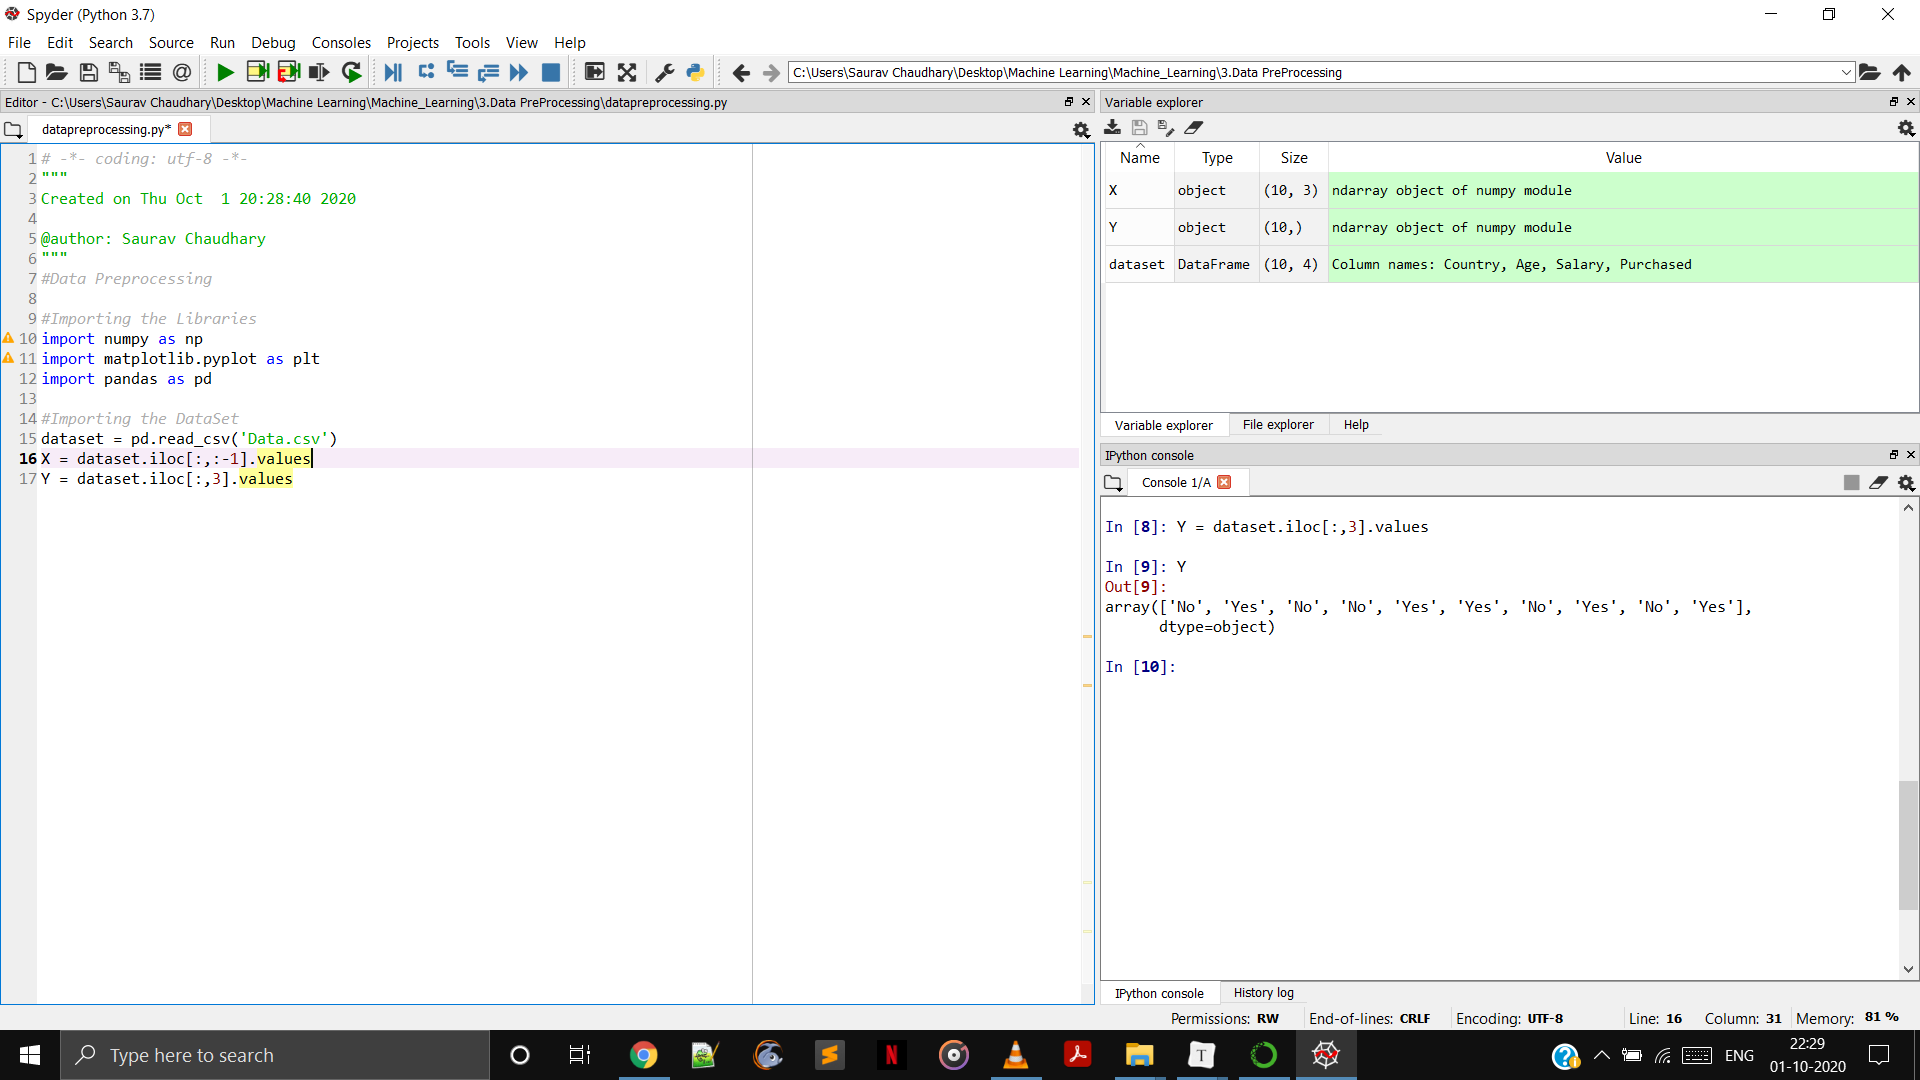 Spyder (Python 3.7)
File Edit Search Source Run Debug Consoles Projects Tools View Help
C:\Users\Saurav Chaudhary\Desktop\Machine Learning\Machine_Learning\3.Data PreProcessing
Editor - C:\Users\Saurav Chaudhary\Desktop\Machine Learning\Machine_Learning\3.Data PreProcessing\datapreprocessing.py
datapreprocessing.py*
1 # -*- coding: utf-8 -*-
2 """
3 Created on Thu Oct  1 20:28:40 2020
4
5 @author: Saurav Chaudhary
6 """
7 #Data Preprocessing
8
9 #Importing the Libraries
10 import numpy as np
11 import matplotlib.pyplot as plt
12 import pandas as pd
13
14 #Importing the DataSet
15 dataset = pd.read_csv('Data.csv')
16 X = dataset.iloc[:,:-1].values
17 Y = dataset.iloc[:,3].values
Variable explorer
Name Type Size Value
X object (10, 3) ndarray object of numpy module
Y object (10,) ndarray object of numpy module
dataset DataFrame (10, 4) Column names: Country, Age, Salary, Purchased
Variable explorer File explorer Help
IPython console
Console 1/A
In [8]: Y = dataset.iloc[:,3].values
In [9]: Y
Out[9]:
array(['No', 'Yes', 'No', 'No', 'Yes', 'Yes', 'No', 'Yes', 'No', 'Yes'],
      dtype=object)
In [10]:
IPython console History log
Permissions: RW End-of-lines: CRLF Encoding: UTF-8 Line: 16 Column: 31 Memory: 81 %
Type here to search
ENG
22:29
01-10-2020